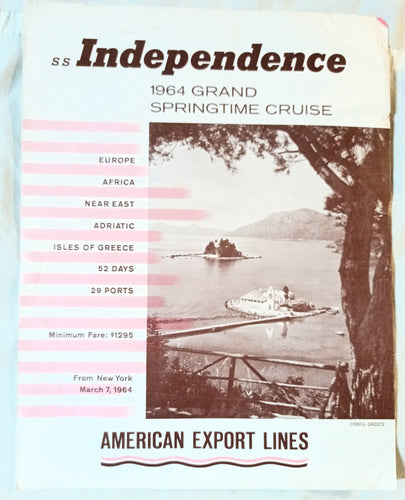 ss Independence
1964 GRAND
SPRINGTIME CRUISE
EUROPE
AFRICA
NEAR EAST
ADRIATIC
ISLES OF GREECE
52 DAYS
29 PORTS
Minimum Fare: $1295
From New York
March 7, 1964
CORFU, GREECE
AMERICAN EXPORT LINES